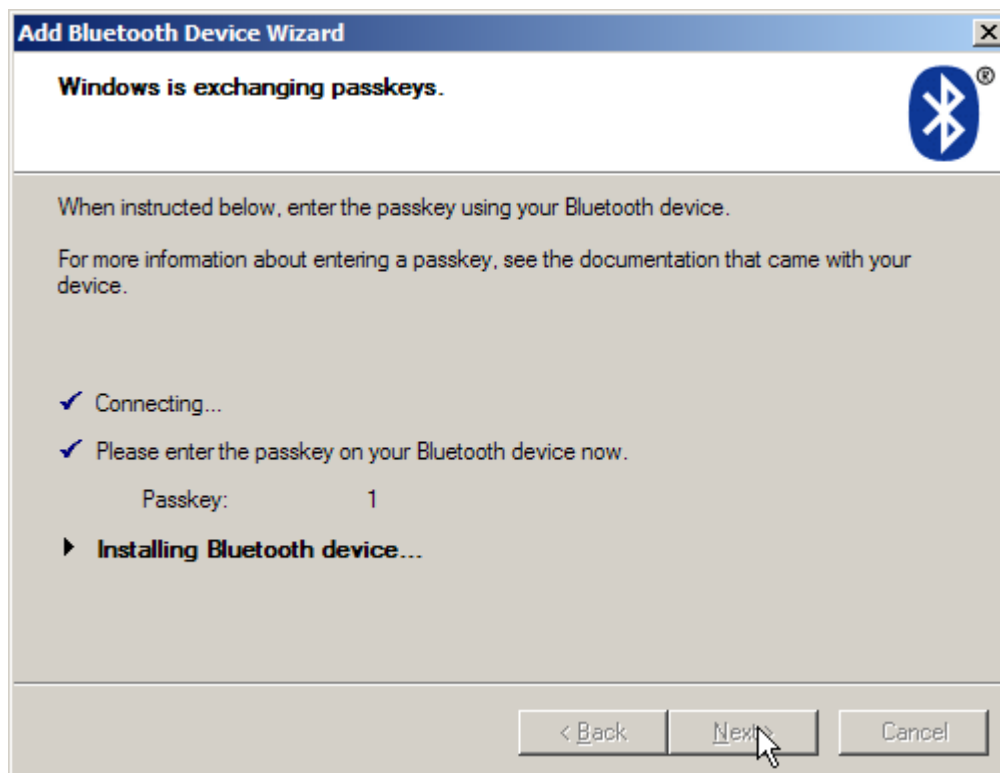 Add Bluetooth Device Wizard
Windows is exchanging passkeys.
®
When instructed below, enter the passkey using your Bluetooth device.
For more information about entering a passkey, see the documentation that came with your
device.
Connecting...
Please enter the passkey on your Bluetooth device now.
Passkey: 1
Installing Bluetooth device...
< Back Next > Cancel